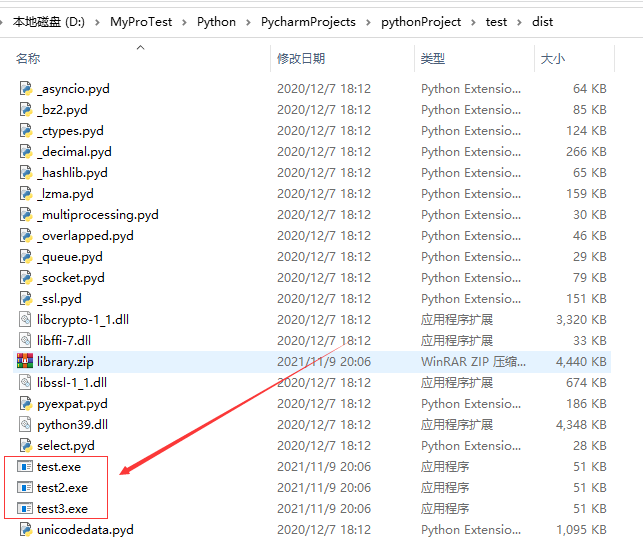 本地磁盘 (D:) > MyProTest > Python > PycharmProjects > pythonProject > test > dist
名称 修改日期 类型 大小
_asyncio.pyd 2020/12/7 18:12 Python Extensio... 64 KB
_bz2.pyd 2020/12/7 18:12 Python Extensio... 85 KB
_ctypes.pyd 2020/12/7 18:12 Python Extensio... 124 KB
_decimal.pyd 2020/12/7 18:12 Python Extensio... 266 KB
_hashlib.pyd 2020/12/7 18:12 Python Extensio... 65 KB
_lzma.pyd 2020/12/7 18:12 Python Extensio... 159 KB
_multiprocessing.pyd 2020/12/7 18:12 Python Extensio... 30 KB
_overlapped.pyd 2020/12/7 18:12 Python Extensio... 46 KB
_queue.pyd 2020/12/7 18:12 Python Extensio... 29 KB
_socket.pyd 2020/12/7 18:12 Python Extensio... 79 KB
_ssl.pyd 2020/12/7 18:12 Python Extensio... 151 KB
libcrypto-1_1.dll 2020/12/7 18:12 应用程序扩展 3,320 KB
libffi-7.dll 2020/12/7 18:12 应用程序扩展 33 KB
library.zip 2021/11/9 20:06 WinRAR ZIP 压缩... 4,440 KB
libssl-1_1.dll 2020/12/7 18:12 应用程序扩展 674 KB
pyexpat.pyd 2020/12/7 18:12 Python Extensio... 186 KB
python39.dll 2020/12/7 18:12 应用程序扩展 4,348 KB
select.pyd 2020/12/7 18:12 Python Extensio... 28 KB
test.exe 2021/11/9 20:06 应用程序 51 KB
test2.exe 2021/11/9 20:06 应用程序 51 KB
test3.exe 2021/11/9 20:06 应用程序 51 KB
unicodedata.pyd 2020/12/7 18:12 Python Extensio... 1,095 KB